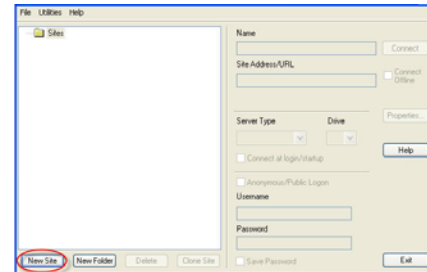 File Utilities Help
Sites
Name
Connect
Site Address/URL
Connect
Offline
Server Type Drive
Properties...
Help
Connect at login/startup
Anonymous/Public Logon
Username
Password
New Site New Folder Delete Clone Site Save Password Exit